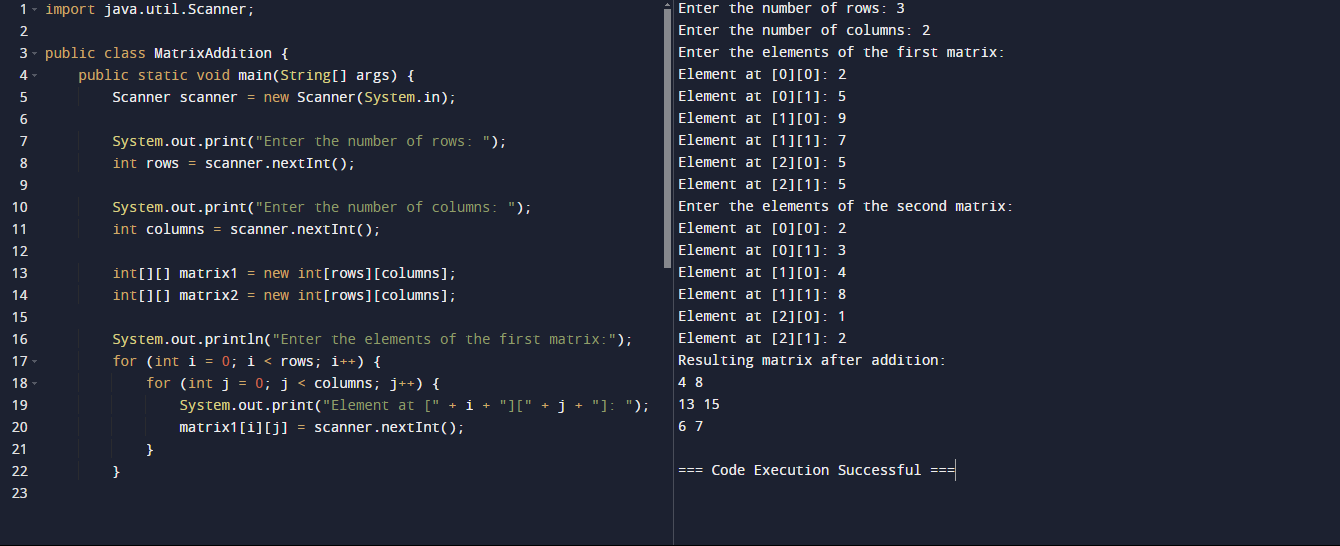 1 import java.util.Scanner;
2
3 public class MatrixAddition {
4     public static void main(String[] args) {
5         Scanner scanner = new Scanner(System.in);
6
7         System.out.print("Enter the number of rows: ");
8         int rows = scanner.nextInt();
9
10         System.out.print("Enter the number of columns: ");
11         int columns = scanner.nextInt();
12
13         int[][] matrix1 = new int[rows][columns];
14         int[][] matrix2 = new int[rows][columns];
15
16         System.out.println("Enter the elements of the first matrix:");
17         for (int i = 0; i < rows; i++) {
18             for (int j = 0; j < columns; j++) {
19                 System.out.print("Element at [" + i + "][" + j + "]: ");
20                 matrix1[i][j] = scanner.nextInt();
21             }
22         }
23
Enter the number of rows: 3
Enter the number of columns: 2
Enter the elements of the first matrix:
Element at [0][0]: 2
Element at [0][1]: 5
Element at [1][0]: 9
Element at [1][1]: 7
Element at [2][0]: 5
Element at [2][1]: 5
Enter the elements of the second matrix:
Element at [0][0]: 2
Element at [0][1]: 3
Element at [1][0]: 4
Element at [1][1]: 8
Element at [2][0]: 1
Element at [2][1]: 2
Resulting matrix after addition:
4 8
13 15
6 7

=== Code Execution Successful ===